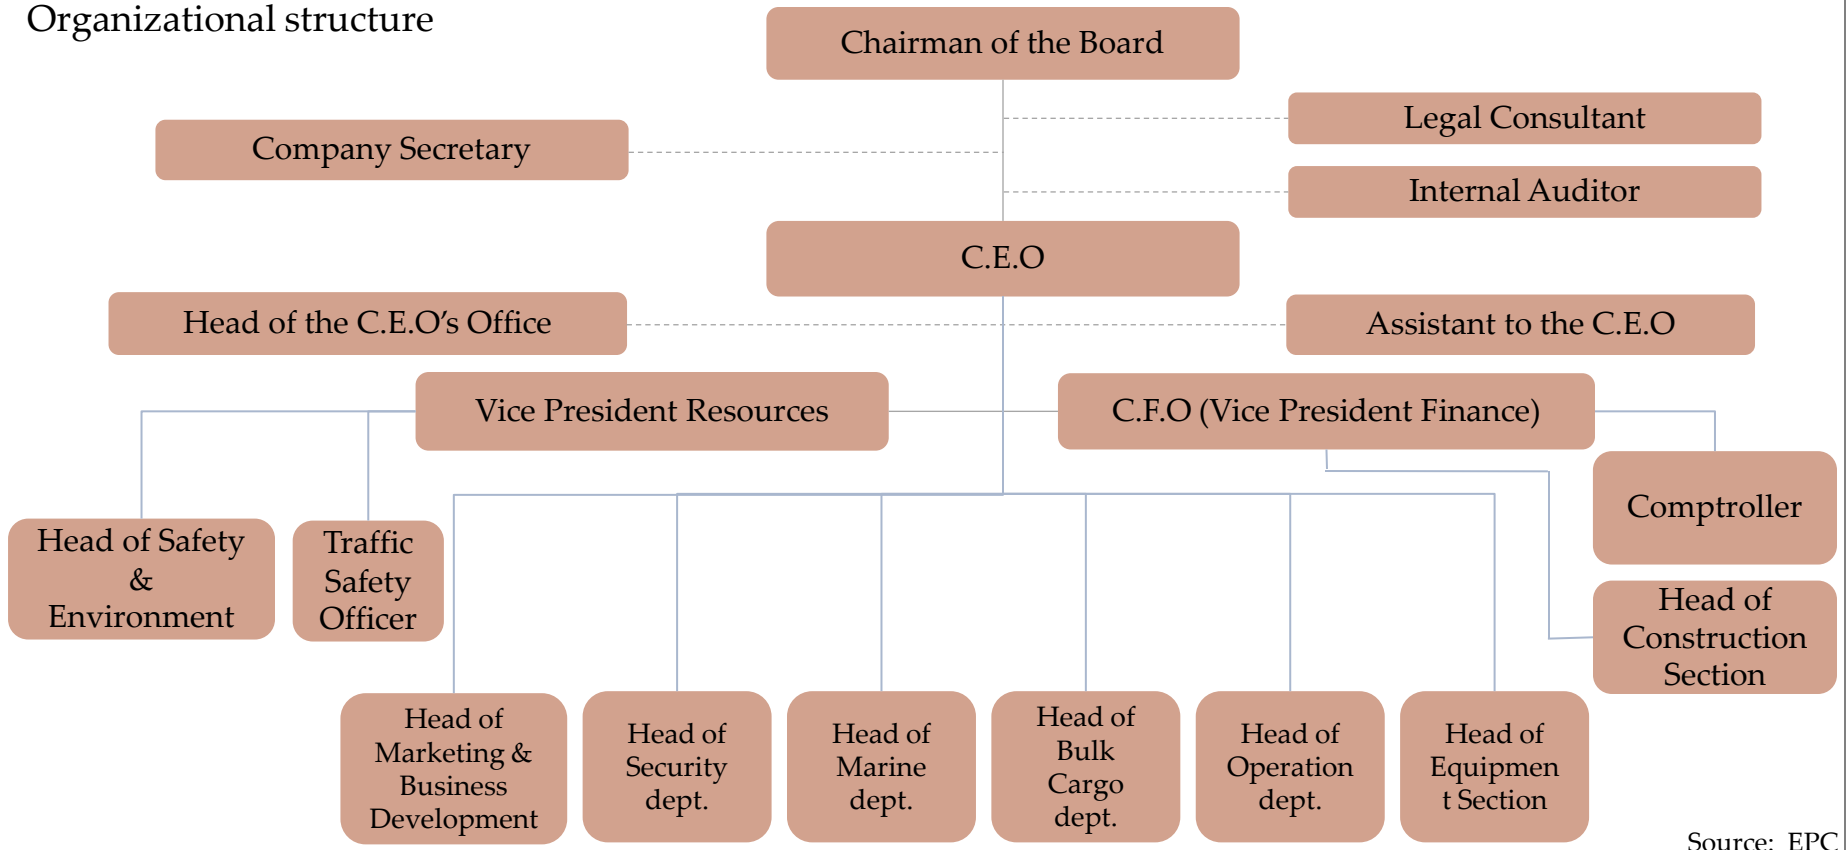 Organizational structure
Chairman of the Board
Legal Consultant
Company Secretary
Internal Auditor
C.E.O
Head of the C.E.O’s Office
Assistant to the C.E.O
Vice President Resources
C.F.O (Vice President Finance)
Comptroller
Head of Safety
&
Environment
Traffic
Safety
Officer
Head of
Construction
Section
Head of
Marketing &
Business
Development
Head of
Security
dept.
Head of
Marine
dept.
Head of
Bulk
Cargo
dept.
Head of
Operation
dept.
Head of
Equipmen
t Section
Source: EPC